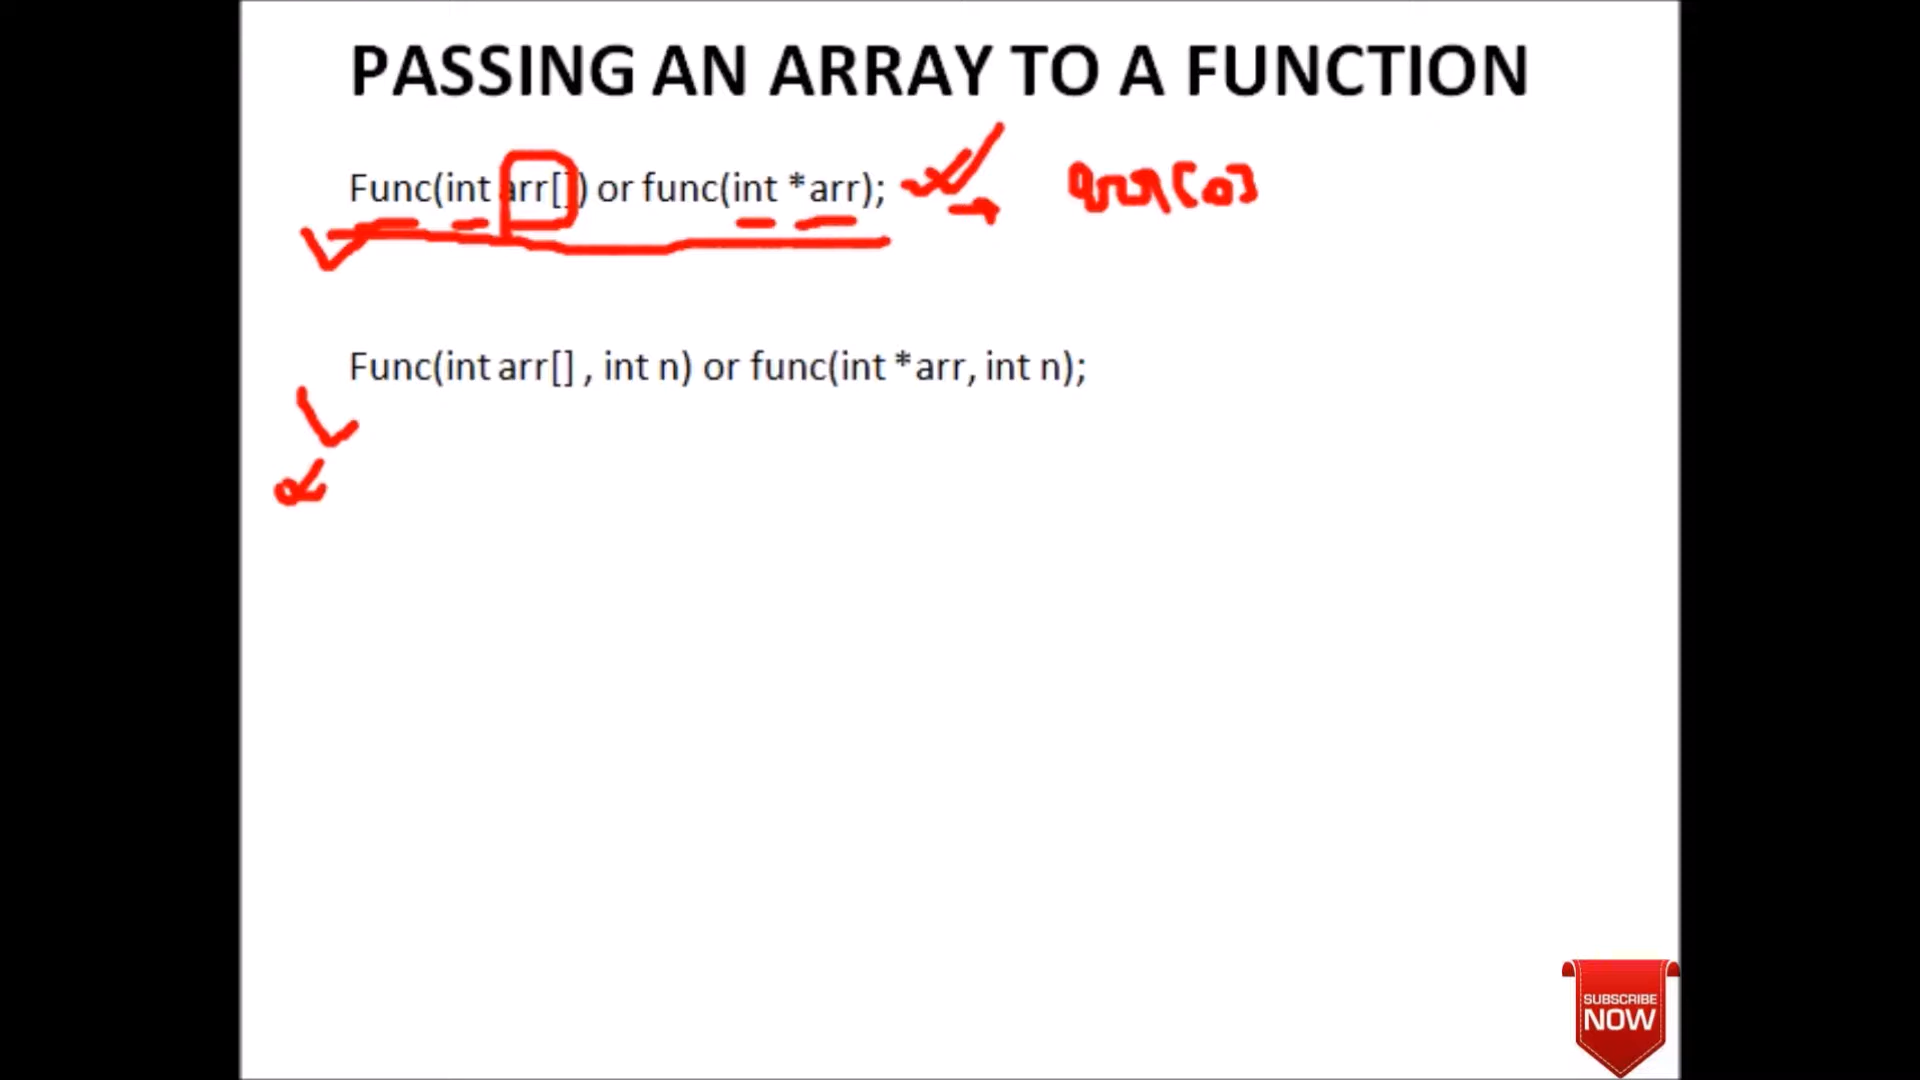 PASSING AN ARRAY TO A FUNCTION
Func(int arr[]) or func(int *arr); arr[0]
Func(int arr[] , int n) or func(int *arr, int n);
SUBSCRIBE
NOW